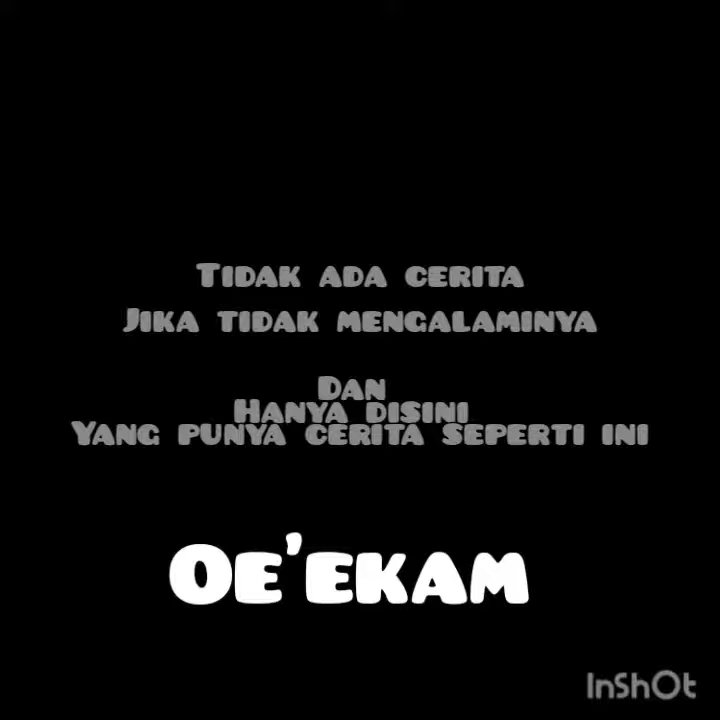 Tidak ada cerita
Jika tidak mengalaminya
Dan
Hanya disini
Yang punya cerita seperti ini
Oe'ekam
InShOt